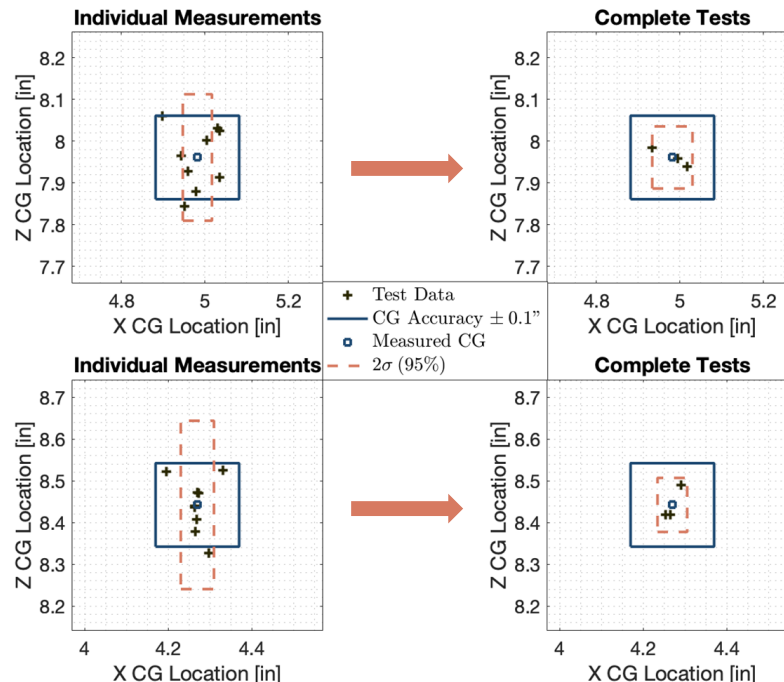 Individual Measurements
Complete Tests
8.2
8.1
8
7.9
7.8
7.7
Z CG Location [in]
4.8
5
5.2
X CG Location [in]
8.2
8.1
8
7.9
7.8
7.7
Z CG Location [in]
4.8
5
5.2
X CG Location [in]
Test Data
CG Accuracy ± 0.1”
Measured CG
2σ (95%)
Individual Measurements
Complete Tests
8.7
8.6
8.5
8.4
8.3
8.2
Z CG Location [in]
4
4.2
4.4
X CG Location [in]
8.7
8.6
8.5
8.4
8.3
8.2
Z CG Location [in]
4
4.2
4.4
X CG Location [in]